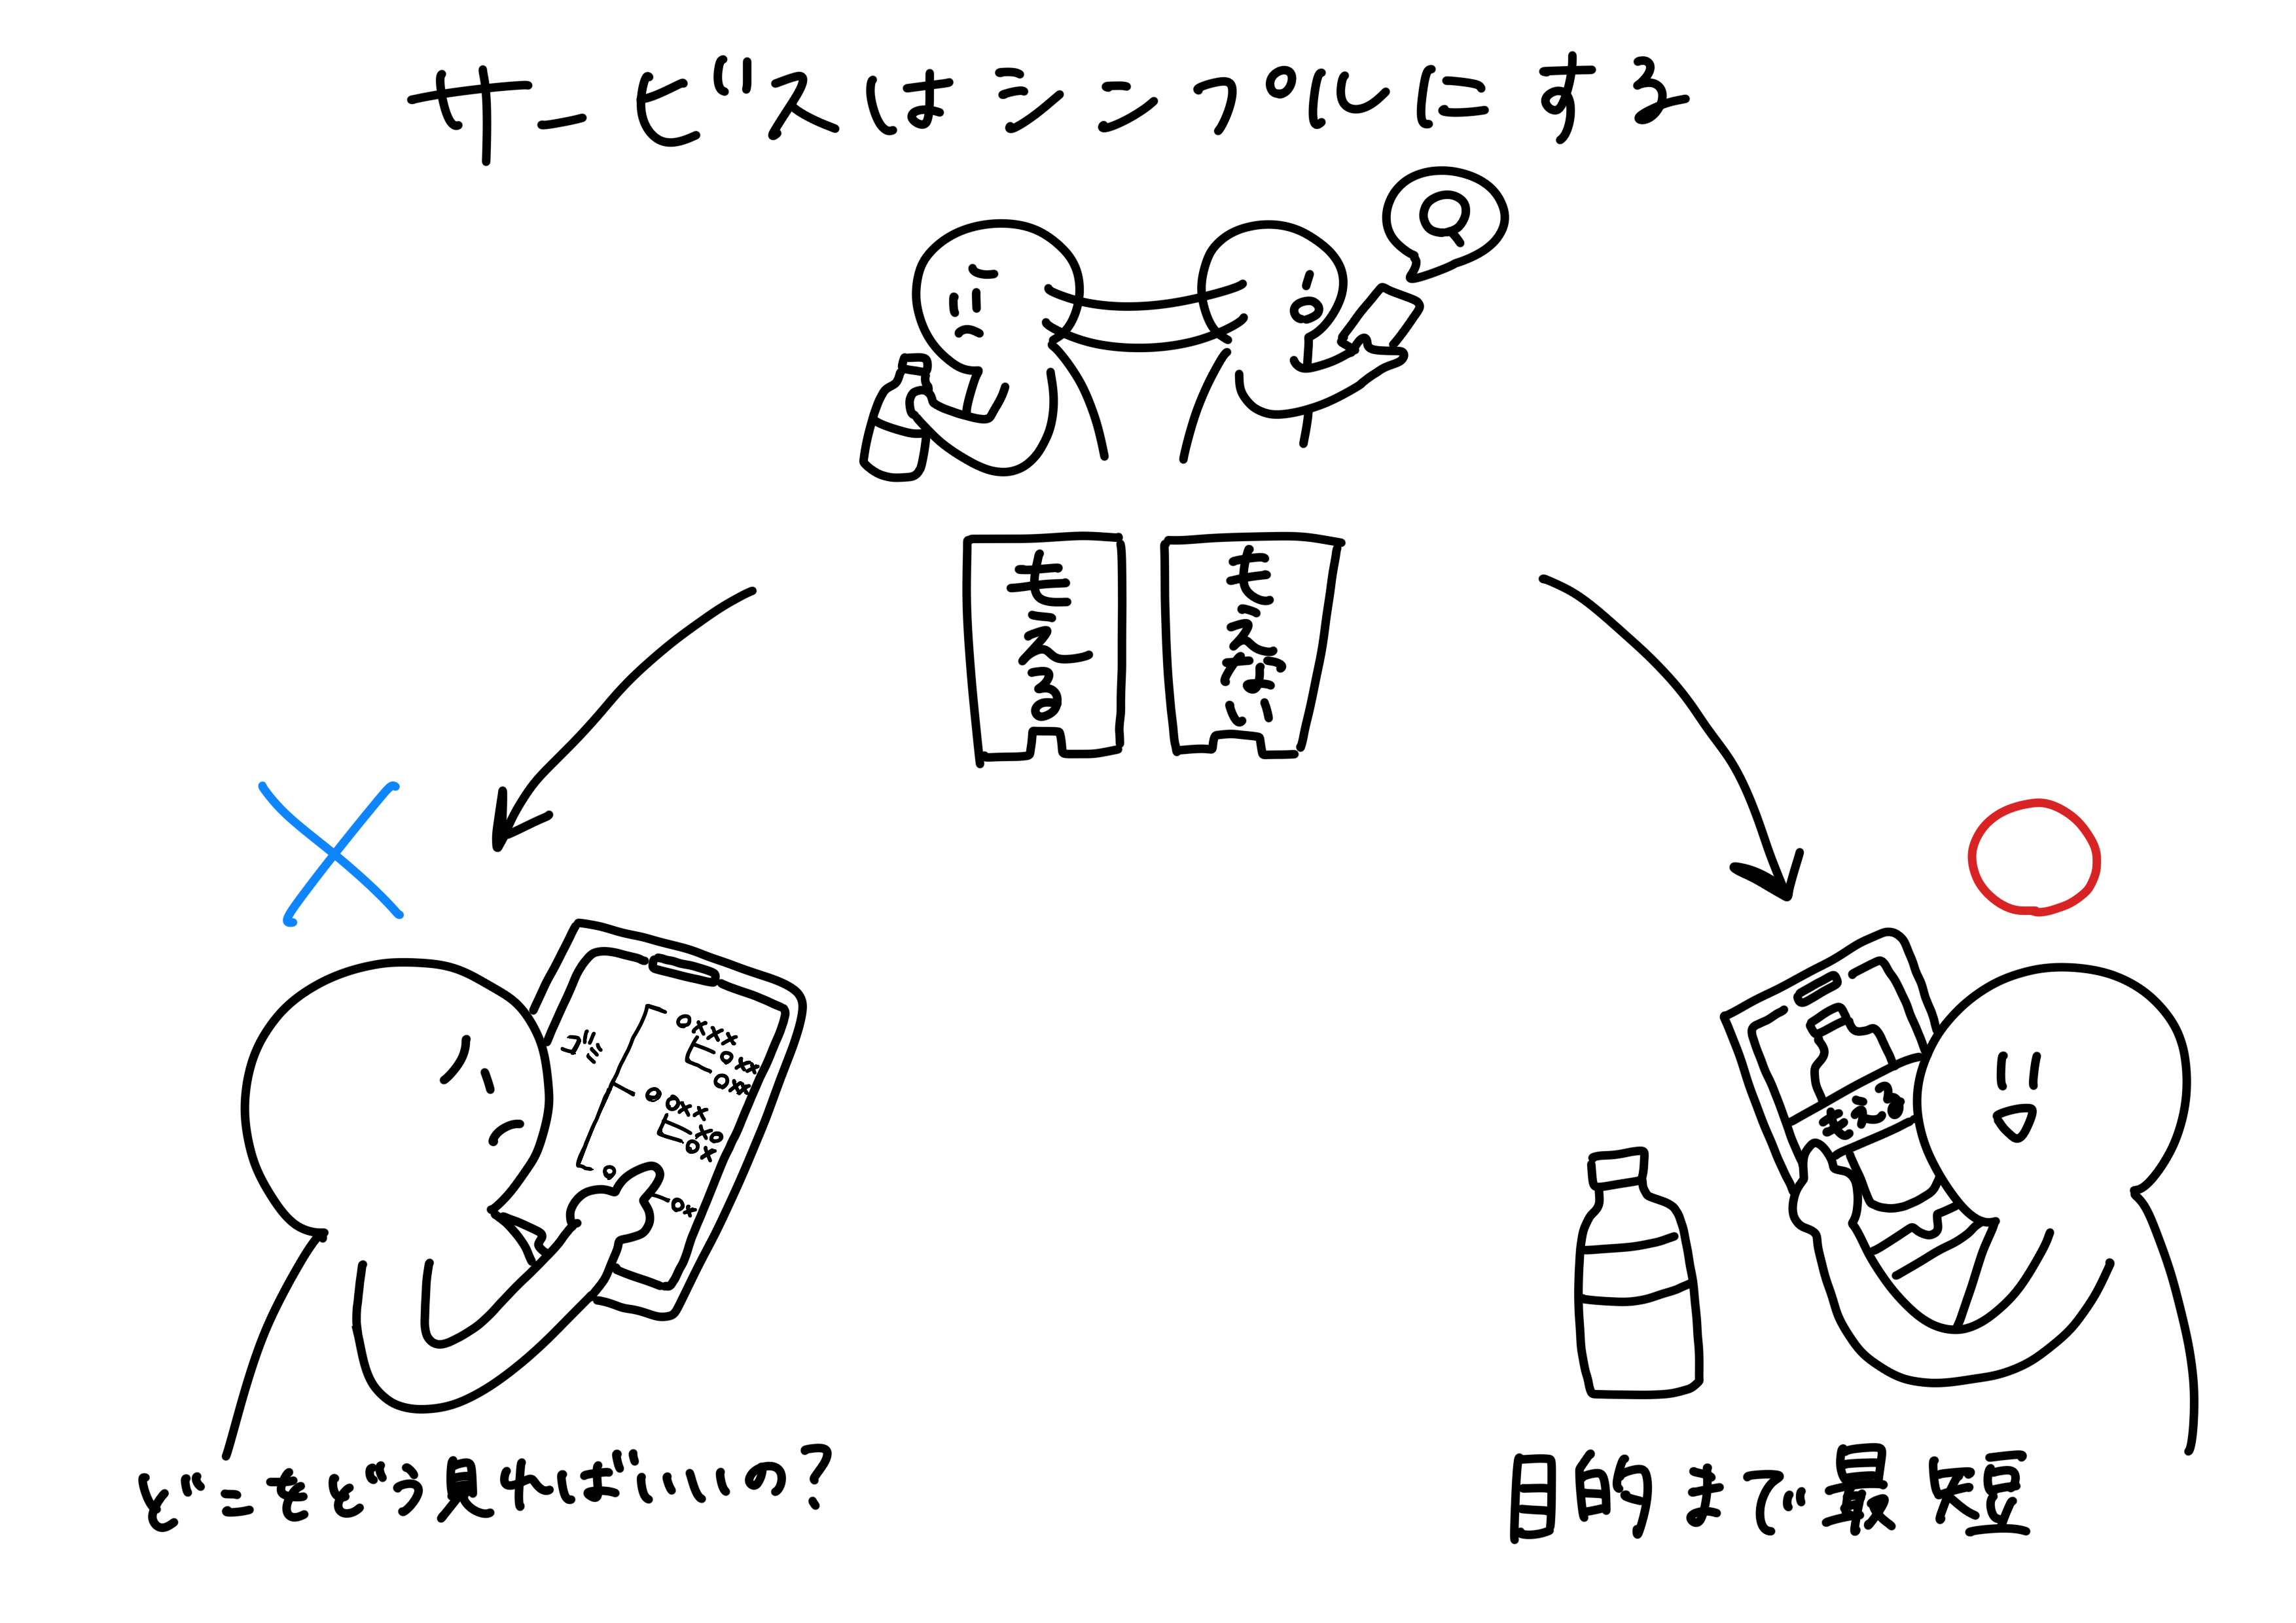 サービスはシンプルにする
Q
もえる
もえない
ゴミ
もえる
どこをどう見ればいいの?
目的まで最短